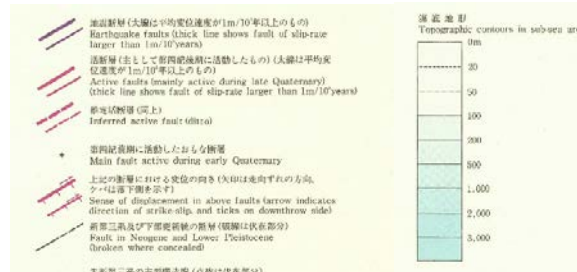 地震断層(太線は平均変位速度が1m/10³年以上のもの)
Earthquake faults (thick line shows fault of slip-rate
larger than 1m/10³years)
活断層(主として第四紀後期に活動したもの)(太線は平均変
位速度が1m/10³年以上のもの)
Active faults (mainly active during late Quaternary)
(thick line shows fault of slip-rate larger than 1m/10³years)
推定活断層(同上)
Inferred active fault (ditto)
第四紀前期に活動したおもな断層
Main fault active during early Quaternary
上記の断層における変位の向き(矢印は走向ずれの方向,
ケバは落下側を示す)
Sense of displacement in above faults (arrow indicates
direction of strike-slip, and ticks on downthrow side)
新第三系及び下部更新統の断層(破線は伏在部分)
Fault in Neogene and Lower Pleistocene
(broken where concealed)
海底地形
Topographic contours in sub-sea are
0m
20
50
100
200
500
1,000
2,000
3,000